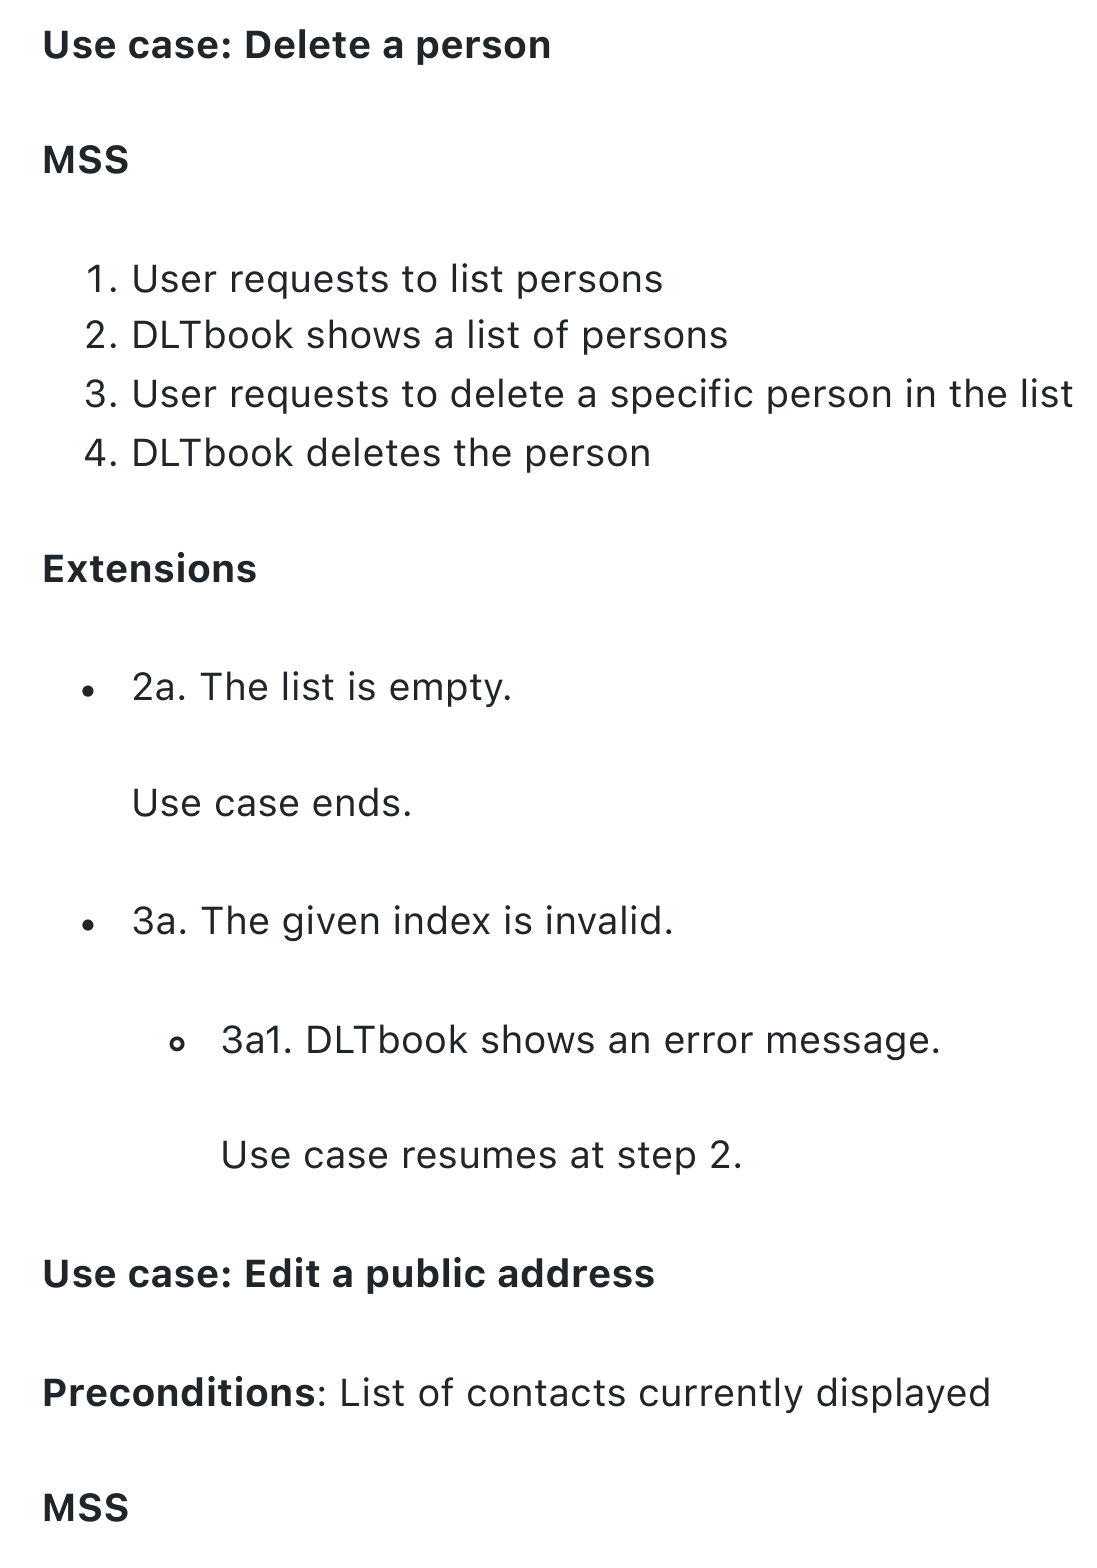 Use case: Delete a person
MSS
1. User requests to list persons
2. DLTbook shows a list of persons
3. User requests to delete a specific person in the list
4. DLTbook deletes the person
Extensions
• 2a. The list is empty.
Use case ends.
• 3a. The given index is invalid.
◦ 3a1. DLTbook shows an error message.
Use case resumes at step 2.
Use case: Edit a public address
Preconditions: List of contacts currently displayed
MSS